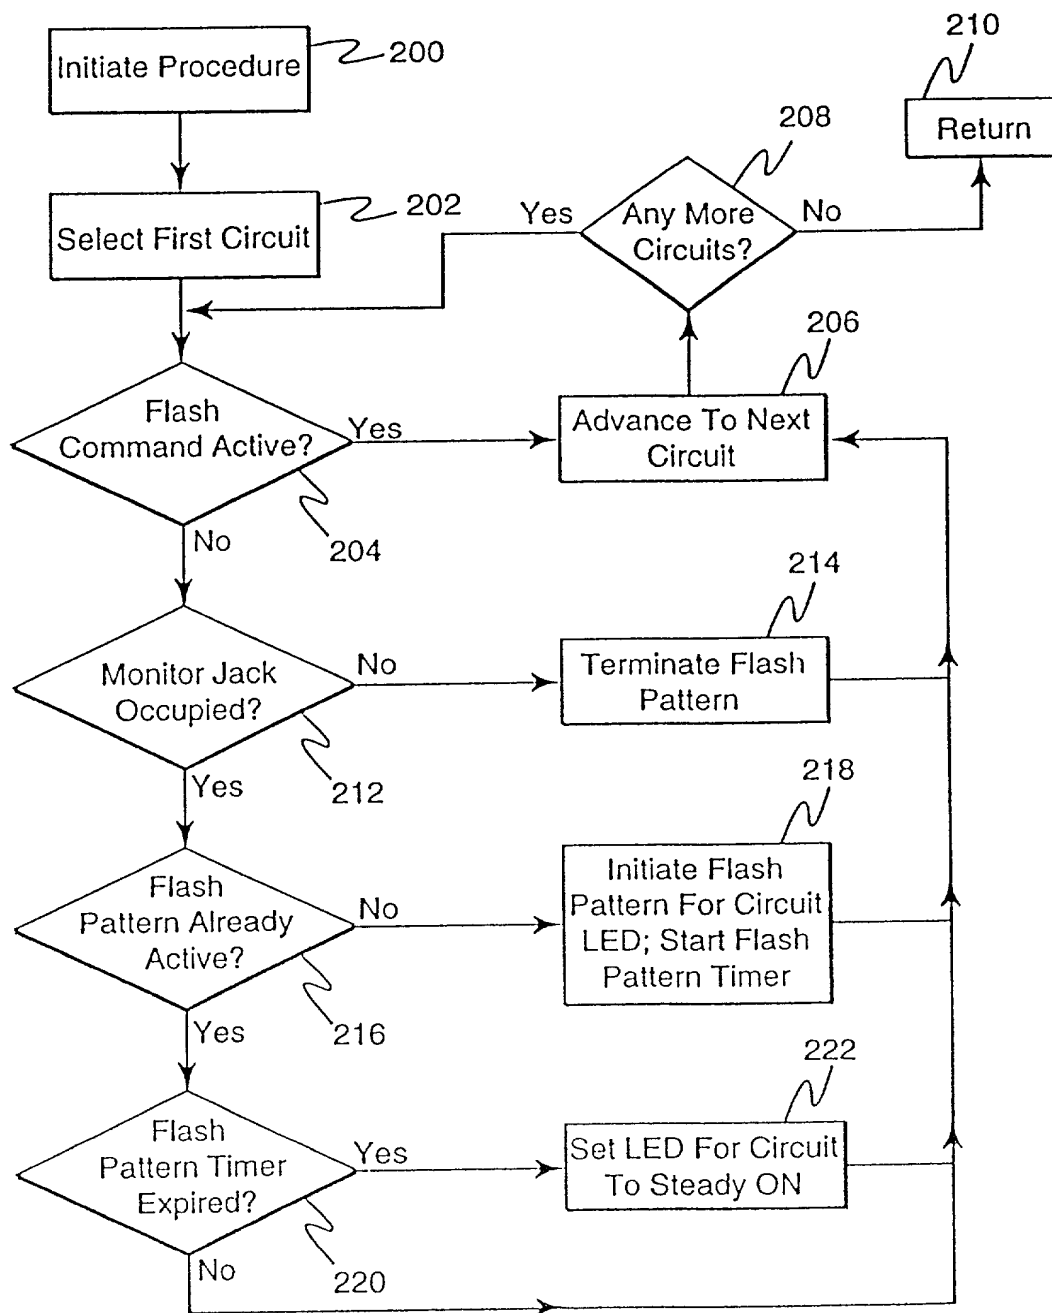 210
Initiate Procedure
200
208
Return
202
Select First Circuit
Yes
Any More
Circuits?
No
206
Flash
Command Active?
Yes
Advance To Next
Circuit
204
No
214
Monitor Jack
Occupied?
No
Terminate Flash
Pattern
212
Yes
218
Flash
Pattern Already
Active?
No
Initiate Flash
Pattern For Circuit
LED; Start Flash
Pattern Timer
216
Yes
222
Flash
Pattern Timer
Expired?
Yes
Set LED For Circuit
To Steady ON
220
No